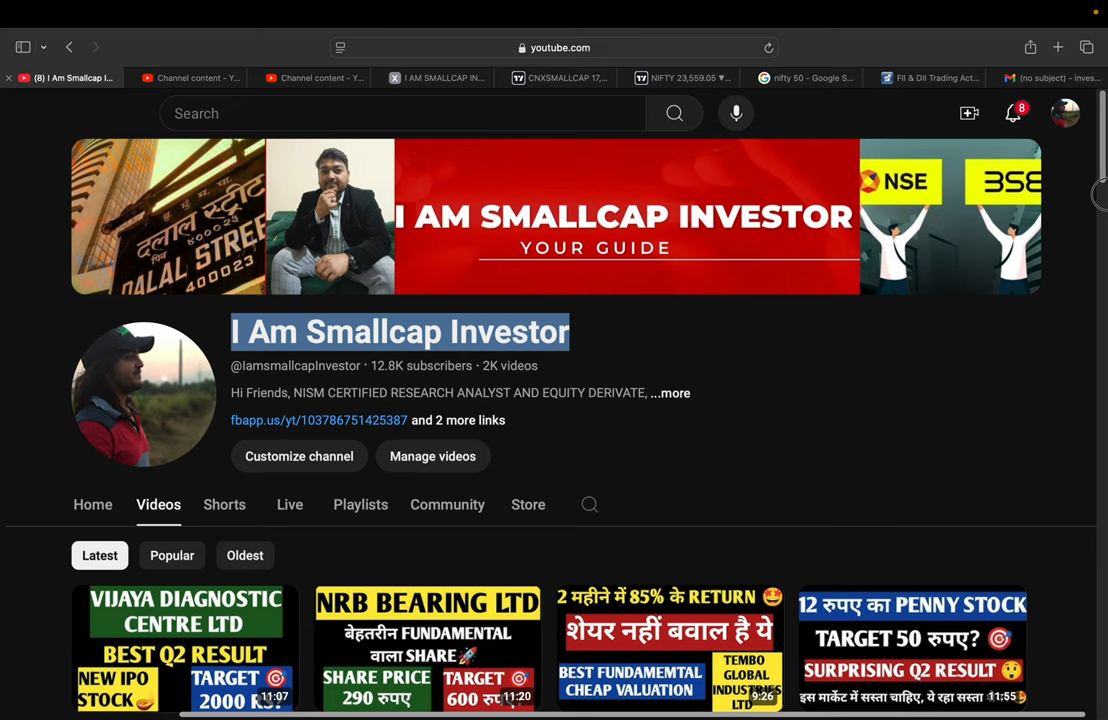 youtube.com
(8) I Am Smallcap I...
Channel content - Y...
Channel content - Y...
I AM SMALLCAP IN...
CNXSMALLCAP 17,...
NIFTY 23,559.05 ▼...
nifty 50 - Google S...
FII & DII Trading Act...
(no subject) - inves...
Search
8
दलाल स्ट्रीट
DALAL STREE
400023
I AM SMALLCAP INVESTOR
YOUR GUIDE
NSE
BSE
I Am Smallcap Investor
@IamsmallcapInvestor · 12.8K subscribers · 2K videos
Hi Friends, NISM CERTIFIED RESEARCH ANALYST AND EQUITY DERIVATE, ...more
fbapp.us/yt/103786751425387 and 2 more links
Customize channel
Manage videos
Home
Videos
Shorts
Live
Playlists
Community
Store
Latest
Popular
Oldest
VIJAYA DIAGNOSTIC
CENTRE LTD
BEST Q2 RESULT
NEW IPO
STOCK
TARGET
2000
11:07
NRB BEARING LTD
बेहतरीन FUNDAMENTAL
वाला SHARE
SHARE PRICE
290 रुपए
TARGET
600
11:20
2 महीने में 85% के RETURN
शेयर नहीं बवाल है ये
BEST FUNDAMEMTAL
CHEAP VALUATION
TEMBO
GLOBAL
INDUSTRIES
LTD
9:26
12 रुपए का PENNY STOCK
TARGET 50 रुपए?
SURPRISING Q2 RESULT
इस मार्केट में सस्ता चाहिए, ये रहा सस्ता
11:55